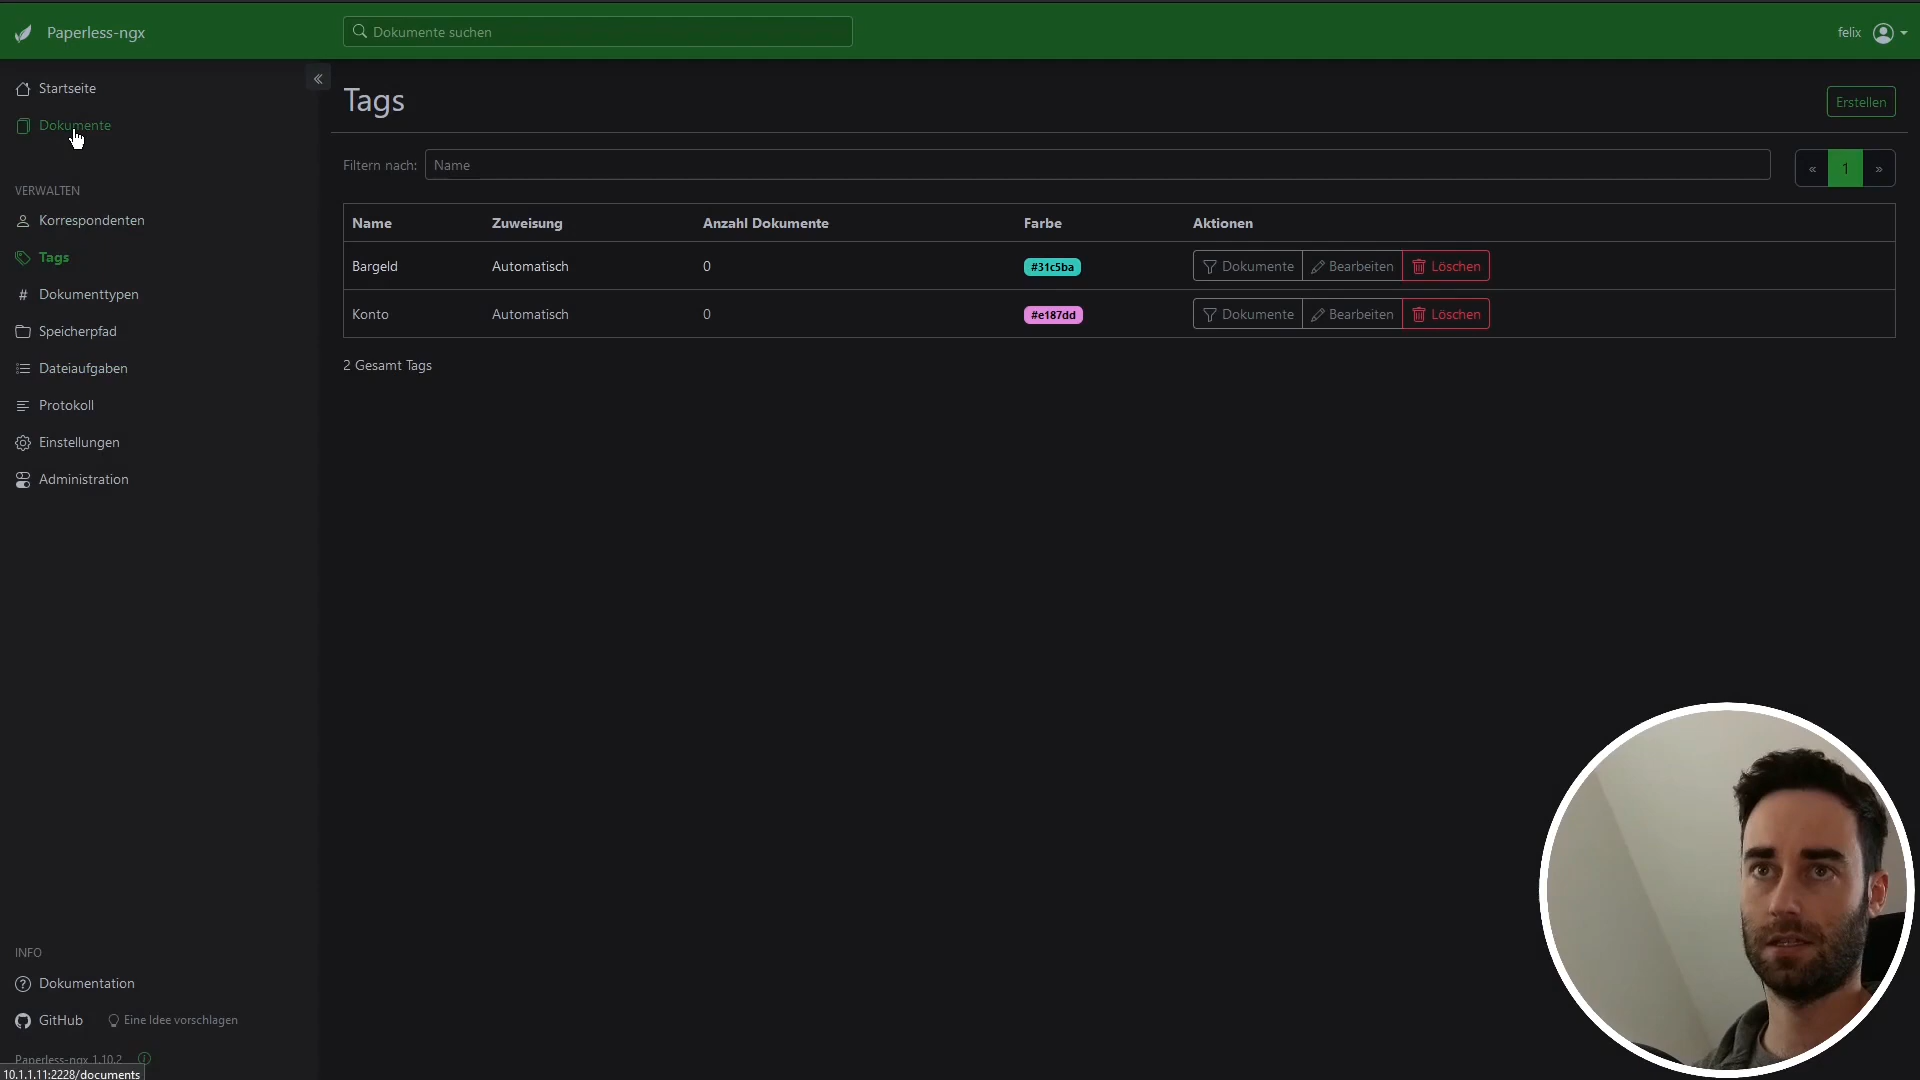 Paperless-ngx
Dokumente suchen
felix
Startseite
Dokumente
VERWALTEN
Korrespondenten
Tags
Dokumenttypen
Speicherpfad
Dateiaufgaben
Protokoll
Einstellungen
Administration
INFO
Dokumentation
GitHub Eine Idee vorschlagen
Paperless-ngx 1.10.2
10.1.1.11:2228/documents
Tags
Erstellen
Filtern nach: Name
« 1 »
Name Zuweisung Anzahl Dokumente Farbe Aktionen
Bargeld Automatisch 0 #31c5ba Dokumente Bearbeiten Löschen
Konto Automatisch 0 #e187dd Dokumente Bearbeiten Löschen
2 Gesamt Tags